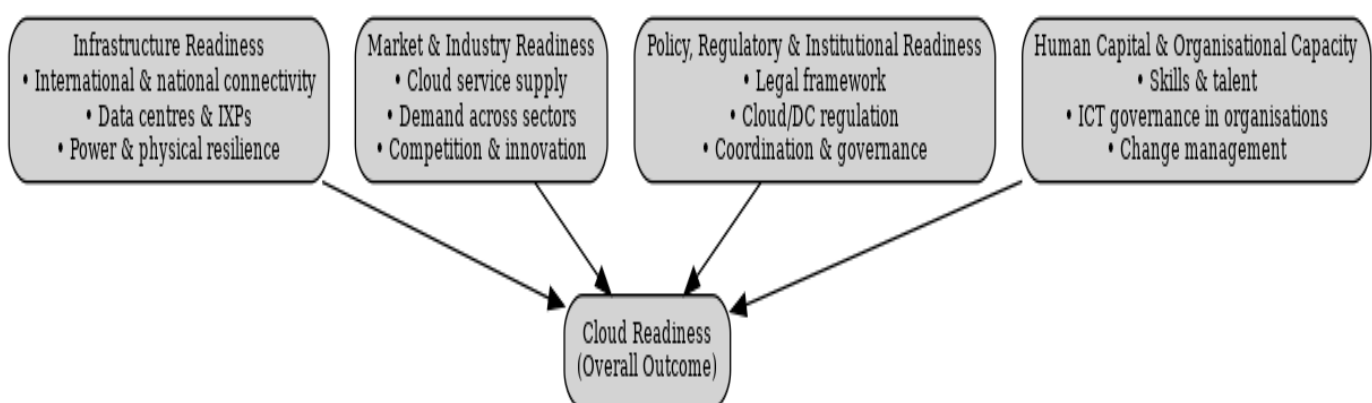 Infrastructure Readiness
• International & national connectivity
• Data centres & IXPs
• Power & physical resilience
Market & Industry Readiness
• Cloud service supply
• Demand across sectors
• Competition & innovation
Policy, Regulatory & Institutional Readiness
• Legal framework
• Cloud/DC regulation
• Coordination & governance
Human Capital & Organisational Capacity
• Skills & talent
• ICT governance in organisations
• Change management
Cloud Readiness
(Overall Outcome)